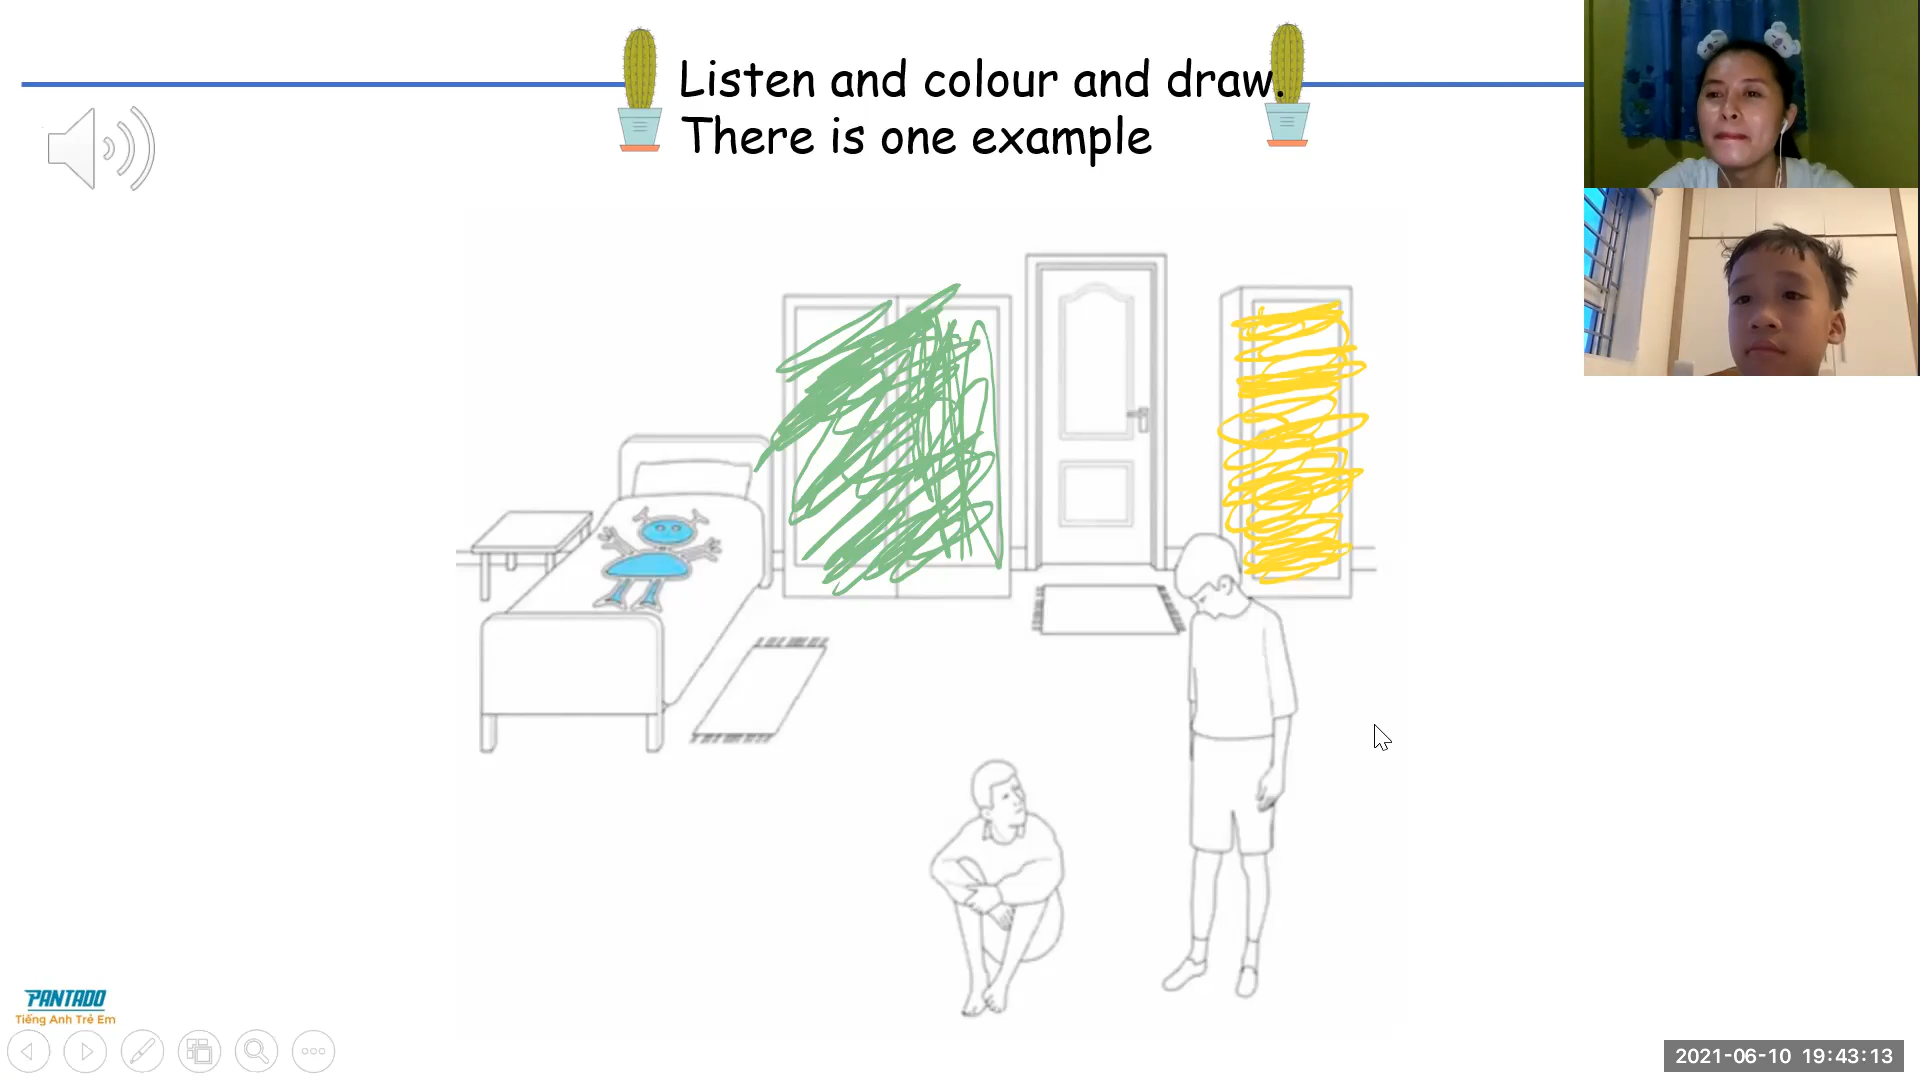 Listen and colour and draw.
There is one example
PANTADO
Tiếng Anh Trẻ Em
2021-06-10 19:43:13